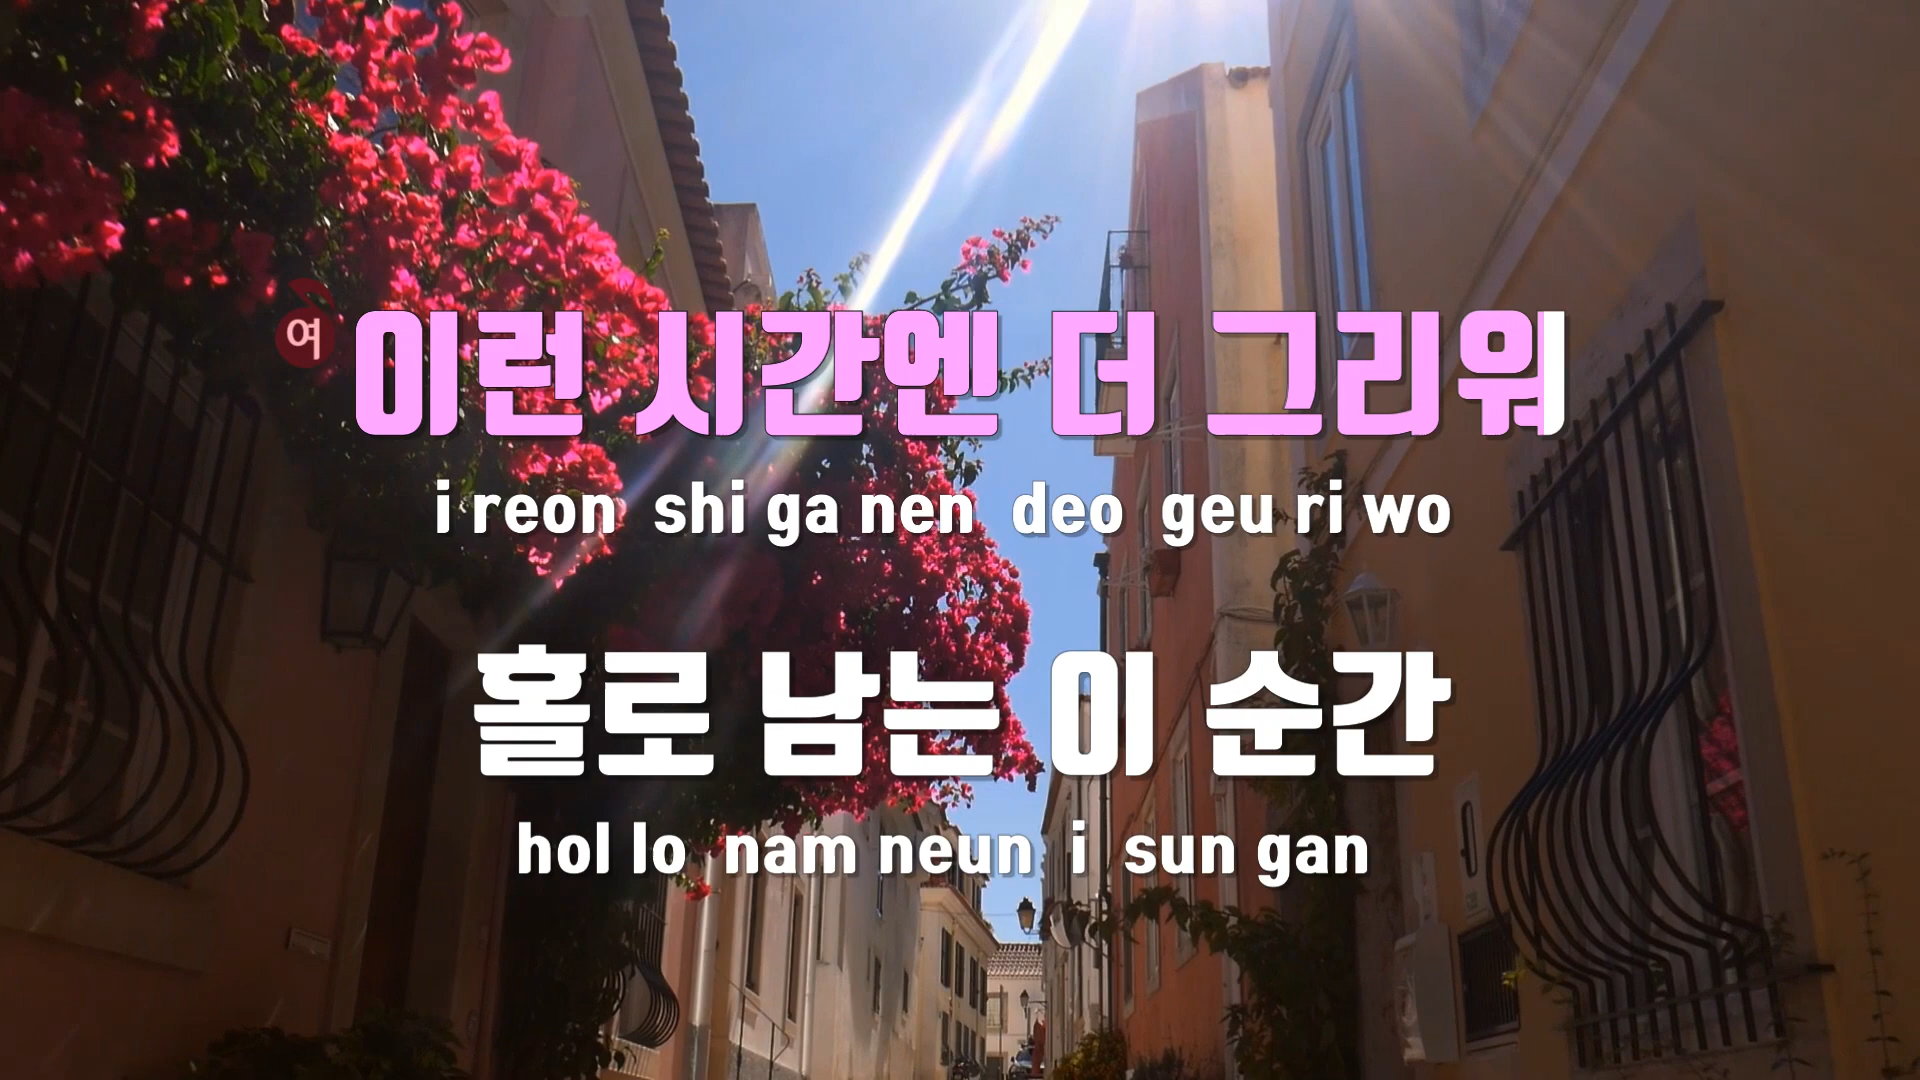 여 이런 시간엔 더 그리워
i reon shi ga nen deo geu ri wo
홀로 남는 이 순간
hol lo nam neun i sun gan